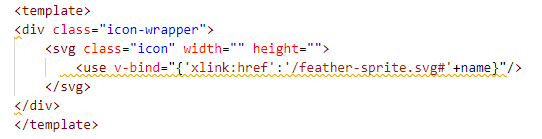 <template>
<div class="icon-wrapper">
<svg class="icon" width="" height="">
<use v-bind="{'xlink:href':'/feather-sprite.svg#'+name}"/>
</svg>
</div>
</template>